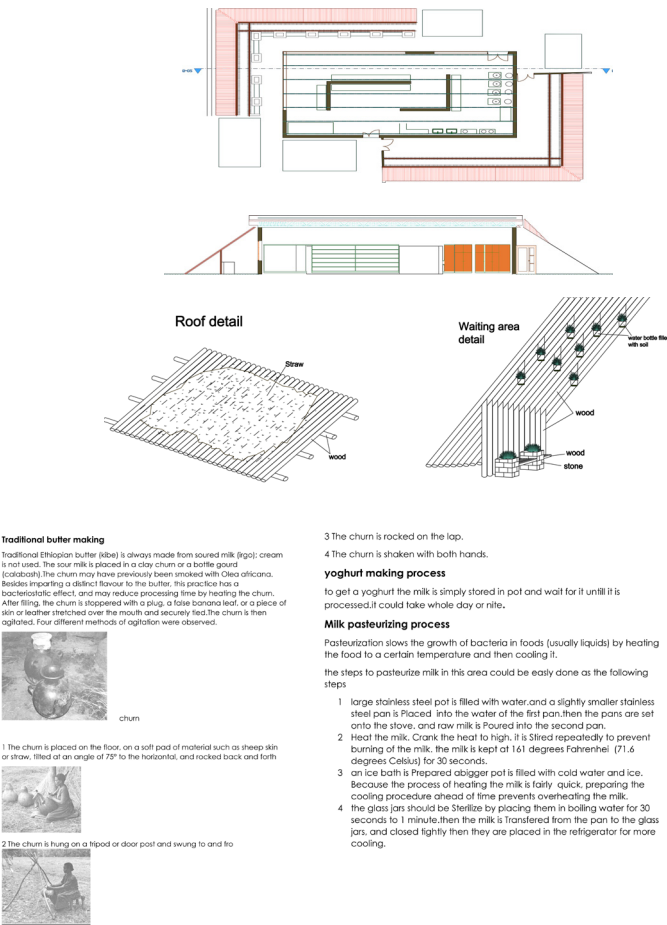 Roof detail
Straw
wood
Waiting area
detail
water bottle fille
with soil
wood
wood
stone
Traditional butter making
Traditional Ethiopian butter (kibe) is always made from soured milk (irgo); cream
is not used. The sour milk is placed in a clay churn or a bottle gourd
(calabash).The churn may have previously been smoked with Olea africana.
Besides imparting a distinct flavour to the butter, this practice has a
bacteriostatic effect, and may reduce processing time by heating the churn.
After filling, the churn is stoppered with a plug, a false banana leaf, or a piece of
skin or leather stretched over the mouth and securely tied.The churn is then
agitated. Four different methods of agitation were observed.
churn
1 The churn is placed on the floor, on a soft pad of material such as sheep skin
or straw, tilted at an angle of 75° to the horizontal, and rocked back and forth
2 The churn is hung on a tripod or door post and swung to and fro
3 The churn is rocked on the lap.
4 The churn is shaken with both hands.
yoghurt making process
to get a yoghurt the milk is simply stored in pot and wait for it untill it is
processed.it could take whole day or nite.
Milk pasteurizing process
Pasteurization slows the growth of bacteria in foods (usually liquids) by heating
the food to a certain temperature and then cooling it.
the steps to pasteurize milk in this area could be easly done as the following
steps
1 large stainless steel pot is filled with water.and a slightly smaller stainless
steel pan is Placed into the water of the first pan.then the pans are set
onto the stove. and raw milk is Poured into the second pan.
2 Heat the milk. Crank the heat to high. it is Stired repeatedly to prevent
burning of the milk. the milk is kept at 161 degrees Fahrenhei (71.6
degrees Celsius) for 30 seconds.
3 an ice bath is Prepared abigger pot is filled with cold water and ice.
Because the process of heating the milk is fairly quick, preparing the
cooling procedure ahead of time prevents overheating the milk.
4 the glass jars should be Sterilize by placing them in boiling water for 30
seconds to 1 minute.then the milk is Transfered from the pan to the glass
jars, and closed tightly then they are placed in the refrigerator for more
cooling.